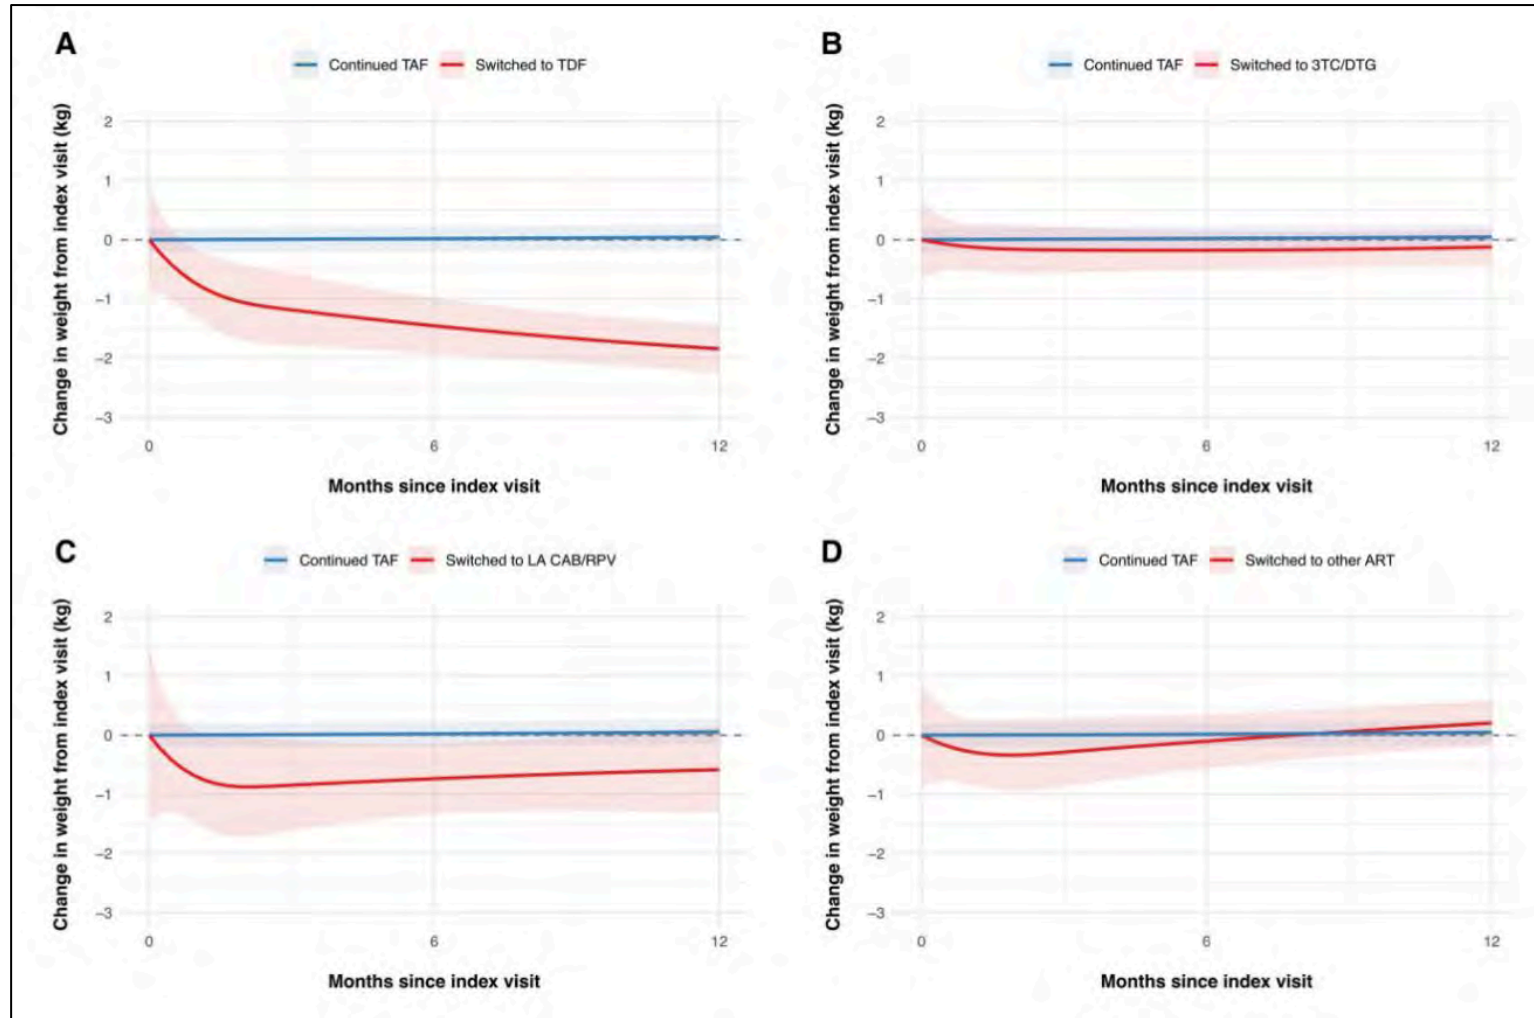 A
Continued TAF Switched to TDF
Change in weight from index visit (kg)
2
1
0
−1
−2
−3
0 6 12
Months since index visit
B
Continued TAF Switched to 3TC/DTG
Change in weight from index visit (kg)
2
1
0
−1
−2
−3
0 6 12
Months since index visit
C
Continued TAF Switched to LA CAB/RPV
Change in weight from index visit (kg)
2
1
0
−1
−2
−3
0 6 12
Months since index visit
D
Continued TAF Switched to other ART
Change in weight from index visit (kg)
2
1
0
−1
−2
−3
0 6 12
Months since index visit